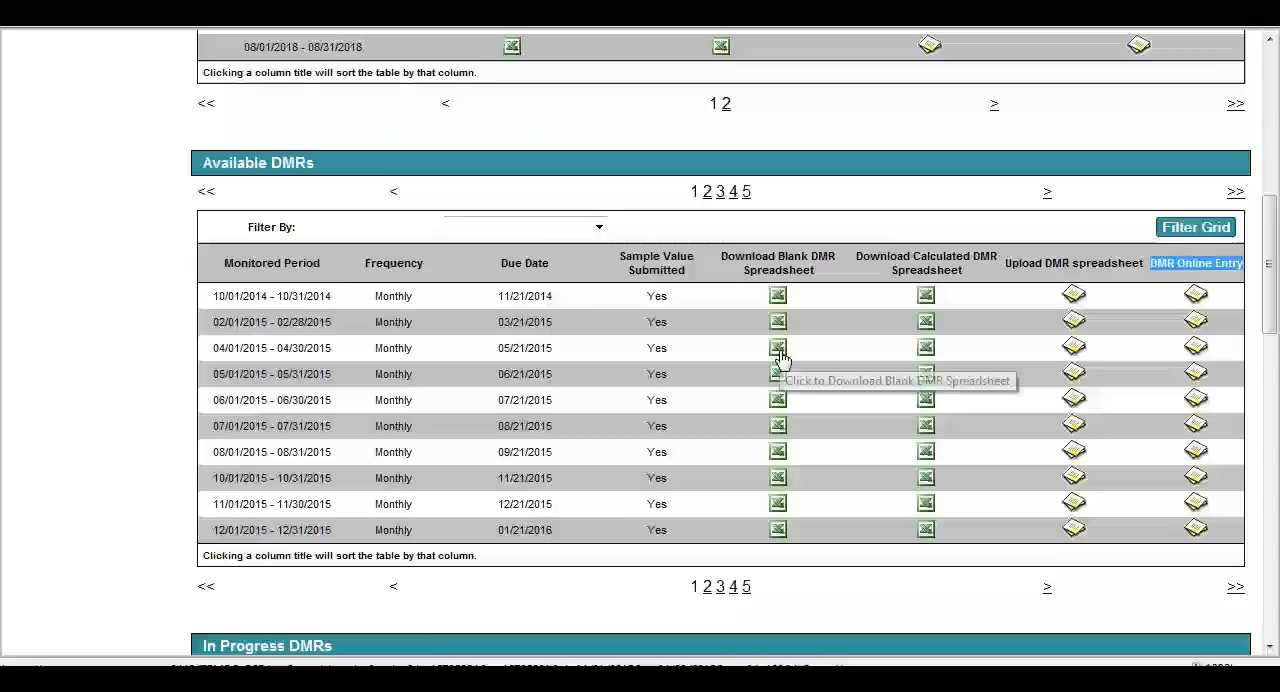 08/01/2018 - 08/31/2018
Clicking a column title will sort the table by that column.
<< < 1 2 > >>
Available DMRs
<< < 1 2 3 4 5 > >>
Filter By: Filter Grid
Monitored Period Frequency Due Date Sample Value Submitted Download Blank DMR Spreadsheet Download Calculated DMR Spreadsheet Upload DMR spreadsheet DMR Online Entry
10/01/2014 - 10/31/2014 Monthly 11/21/2014 Yes
02/01/2015 - 02/28/2015 Monthly 03/21/2015 Yes
04/01/2015 - 04/30/2015 Monthly 05/21/2015 Yes
05/01/2015 - 05/31/2015 Monthly 06/21/2015 Yes
Click to Download Blank DMR Spreadsheet
06/01/2015 - 06/30/2015 Monthly 07/21/2015 Yes
07/01/2015 - 07/31/2015 Monthly 08/21/2015 Yes
08/01/2015 - 08/31/2015 Monthly 09/21/2015 Yes
10/01/2015 - 10/31/2015 Monthly 11/21/2015 Yes
11/01/2015 - 11/30/2015 Monthly 12/21/2015 Yes
12/01/2015 - 12/31/2015 Monthly 01/21/2016 Yes
Clicking a column title will sort the table by that column.
<< < 1 2 3 4 5 > >>
In Progress DMRs